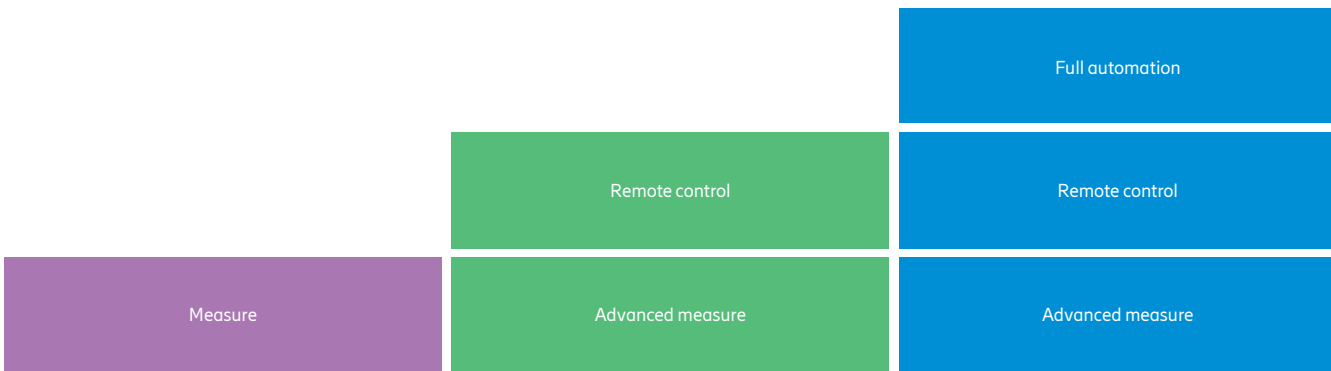 Full automation
Remote control
Remote control
Measure
Advanced measure
Advanced measure